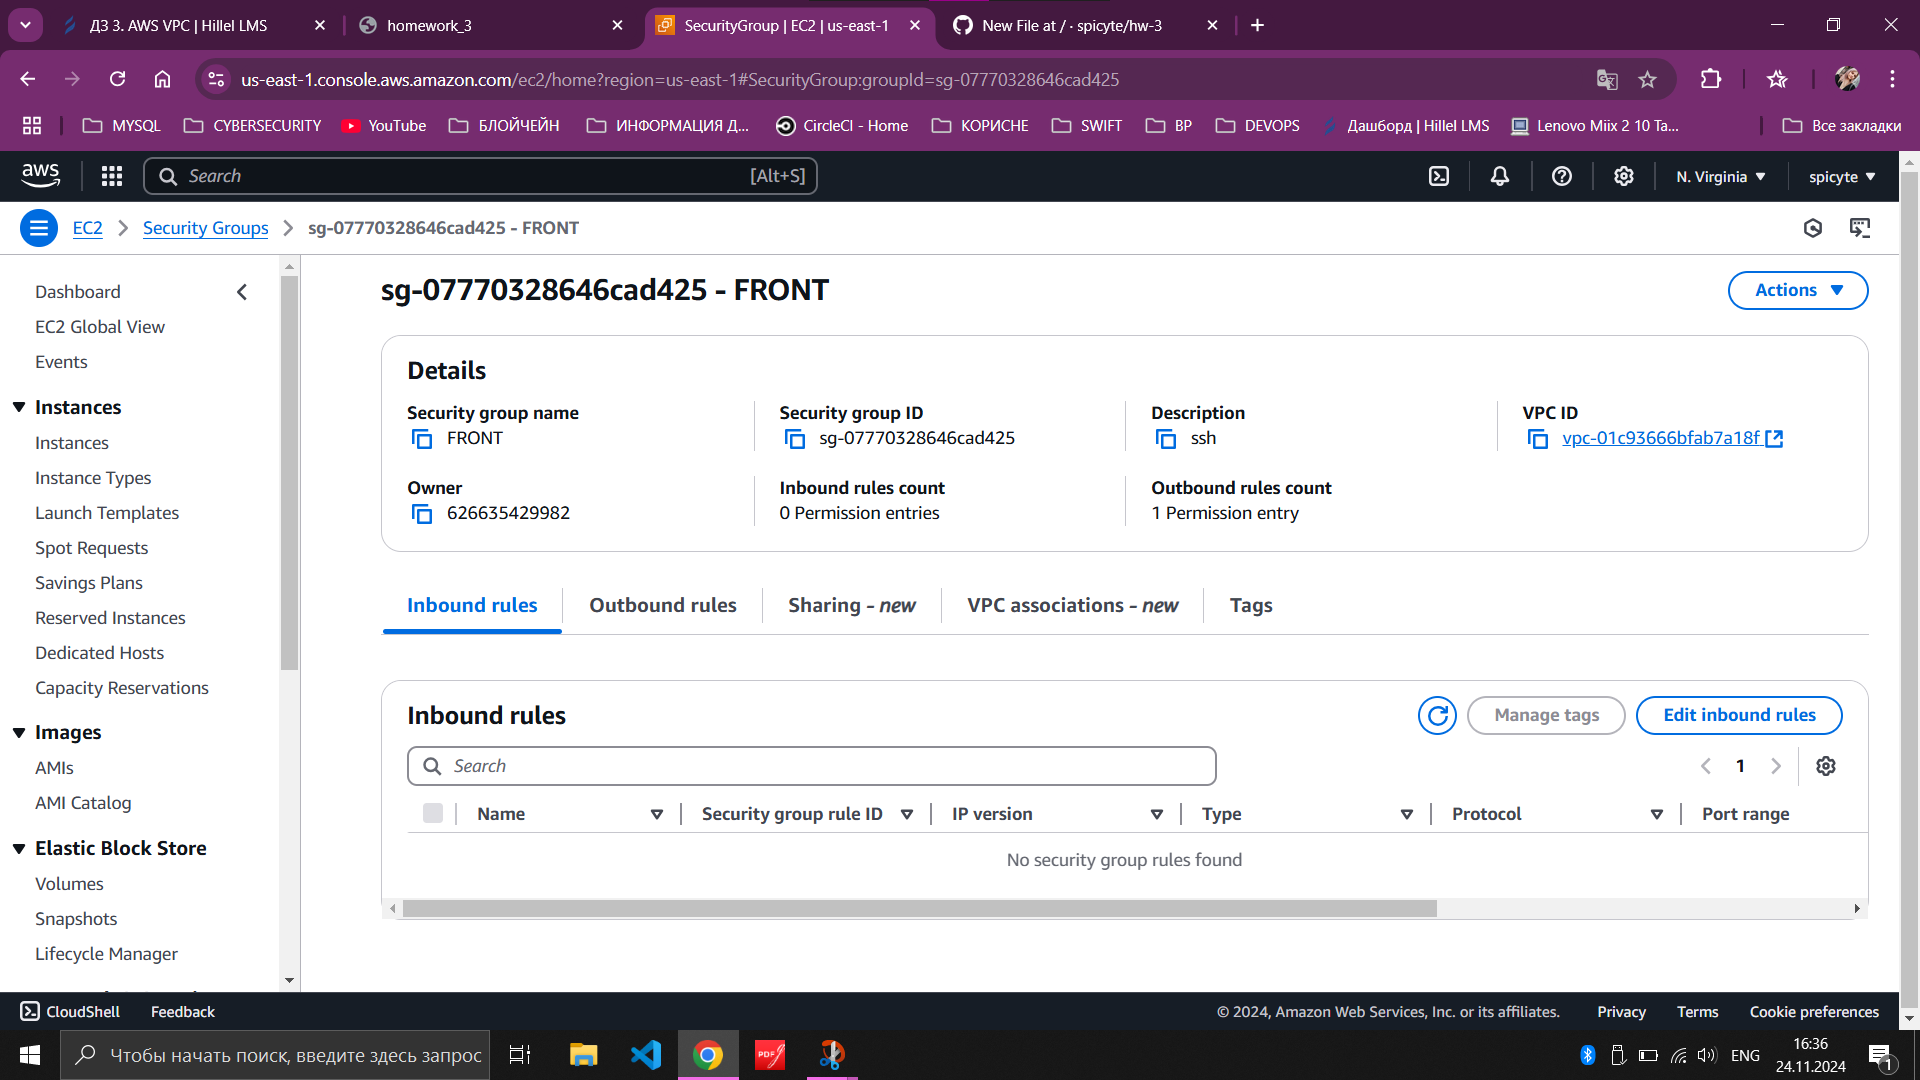 ДЗ 3. AWS VPC | Hillel LMS
homework_3
SecurityGroup | EC2 | us-east-1
New File at / · spicyte/hw-3
us-east-1.console.aws.amazon.com/ec2/home?region=us-east-1#SecurityGroup:groupId=sg-07770328646cad425
MYSQL
CYBERSECURITY
YouTube
БЛОЙЧЕЙН
ИНФОРМАЦИЯ Д...
CircleCI - Home
КОРИСНЕ
SWIFT
ВР
DEVOPS
Дашборд | Hillel LMS
Lenovo Miix 2 10 Ta...
Все закладки
aws
Search
[Alt+S]
N. Virginia
spicyte
EC2
Security Groups
sg-07770328646cad425 - FRONT
Dashboard
EC2 Global View
Events
Instances
Instances
Instance Types
Launch Templates
Spot Requests
Savings Plans
Reserved Instances
Dedicated Hosts
Capacity Reservations
Images
AMIs
AMI Catalog
Elastic Block Store
Volumes
Snapshots
Lifecycle Manager
sg-07770328646cad425 - FRONT
Actions
Details
Security group name
FRONT
Security group ID
sg-07770328646cad425
Description
ssh
VPC ID
vpc-01c93666bfab7a18f
Owner
626635429982
Inbound rules count
0 Permission entries
Outbound rules count
1 Permission entry
Inbound rules
Outbound rules
Sharing - new
VPC associations - new
Tags
Inbound rules
Manage tags
Edit inbound rules
Search
1
Name
Security group rule ID
IP version
Type
Protocol
Port range
No security group rules found
CloudShell
Feedback
© 2024, Amazon Web Services, Inc. or its affiliates.
Privacy
Terms
Cookie preferences
Чтобы начать поиск, введите здесь запрос
PDF
ENG
16:36
24.11.2024
1